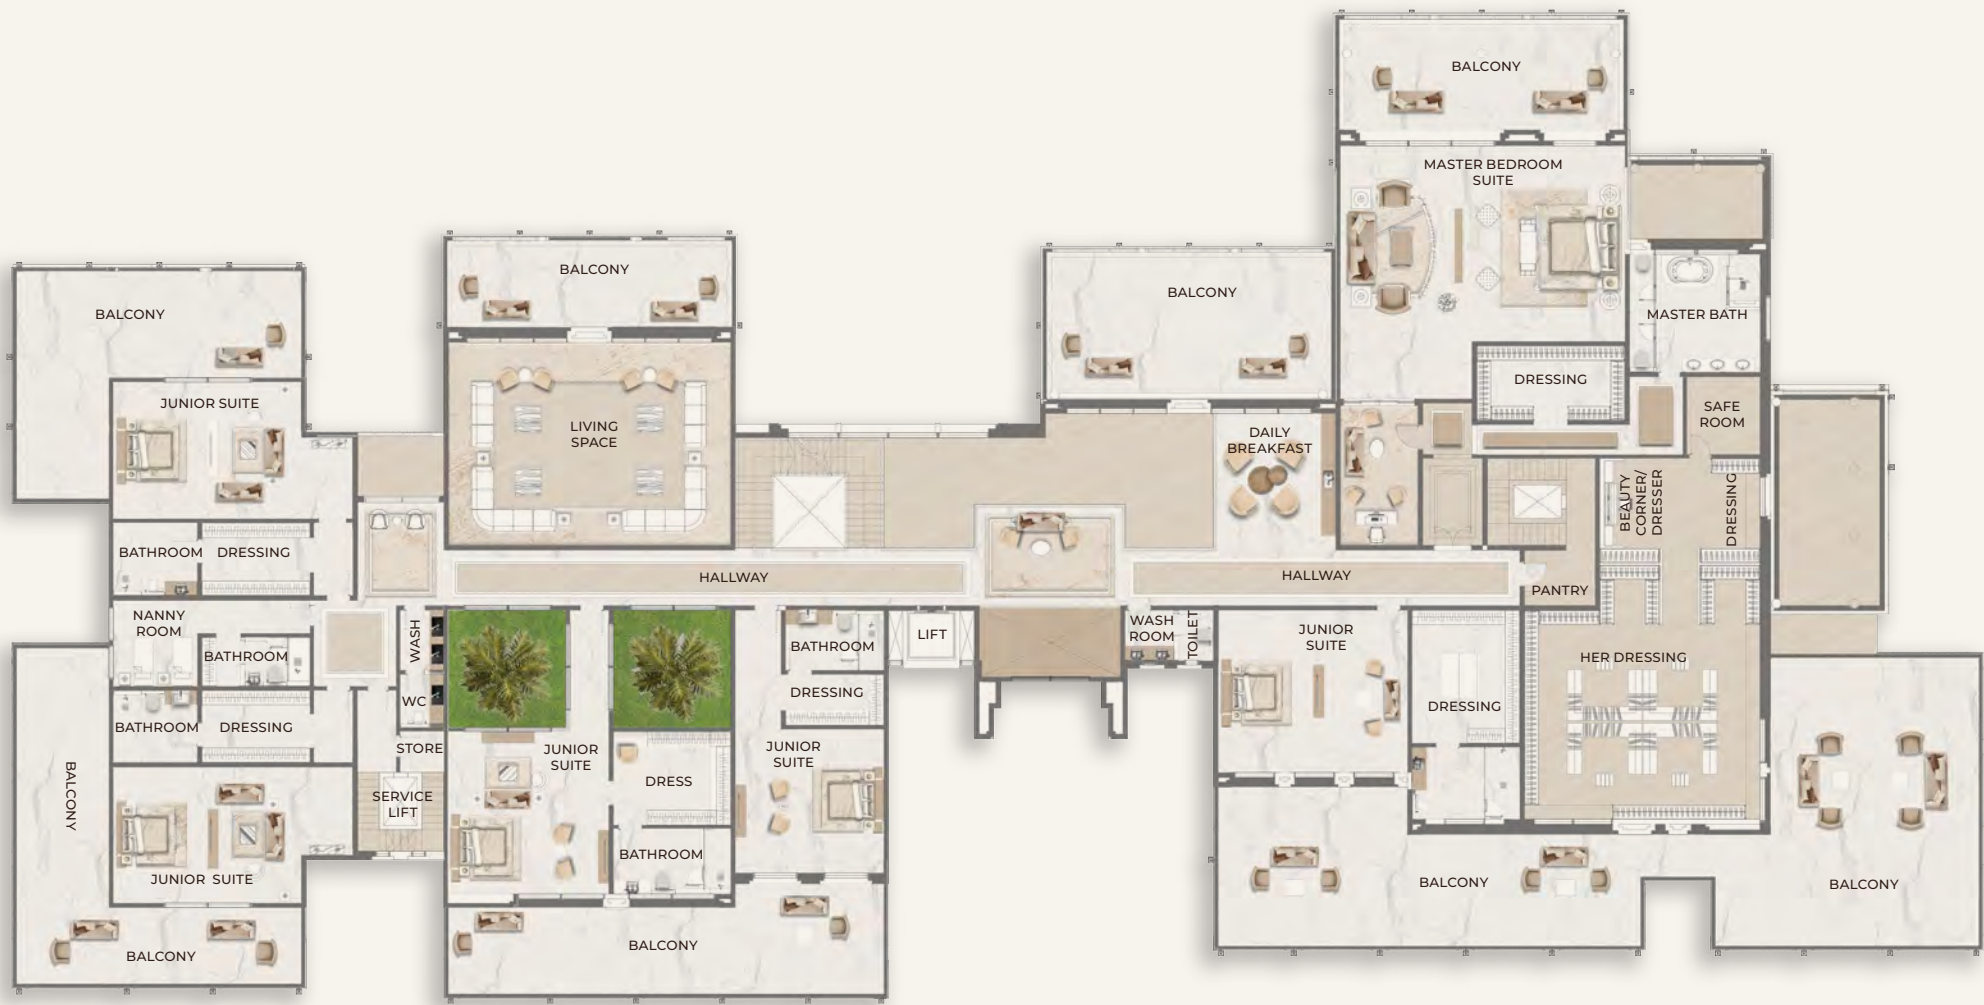 BALCONY
MASTER BEDROOM
SUITE
BALCONY
BALCONY
BALCONY
MASTER BATH
DRESSING
JUNIOR SUITE
LIVING
SPACE
DAILY
BREAKFAST
SAFE
ROOM
BEAUTY
CORNER/
DRESSER
DRESSING
BATHROOM
DRESSING
HALLWAY
HALLWAY
PANTRY
NANNY
ROOM
BATHROOM
WASH
WC
BATHROOM
LIFT
WASH
ROOM
TOILET
JUNIOR
SUITE
HER DRESSING
BATHROOM
DRESSING
DRESSING
DRESSING
STORE
JUNIOR
SUITE
JUNIOR
SUITE
DRESS
BALCONY
SERVICE
LIFT
BATHROOM
JUNIOR SUITE
BALCONY
BALCONY
BALCONY
BALCONY